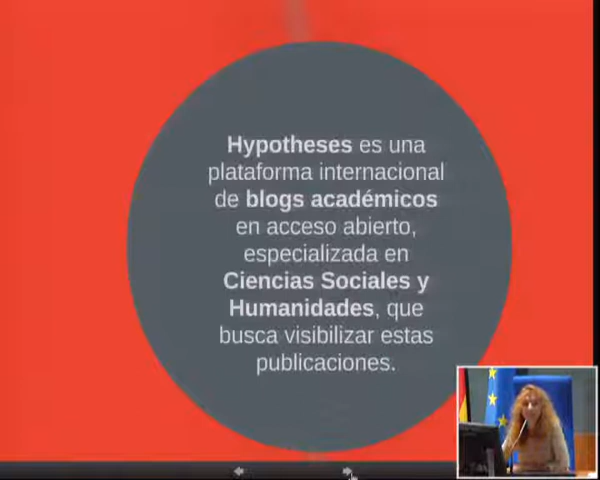 Hypotheses es una
plataforma internacional
de blogs académicos
en acceso abierto,
especializada en
Ciencias Sociales y
Humanidades, que
busca visibilizar estas
publicaciones.